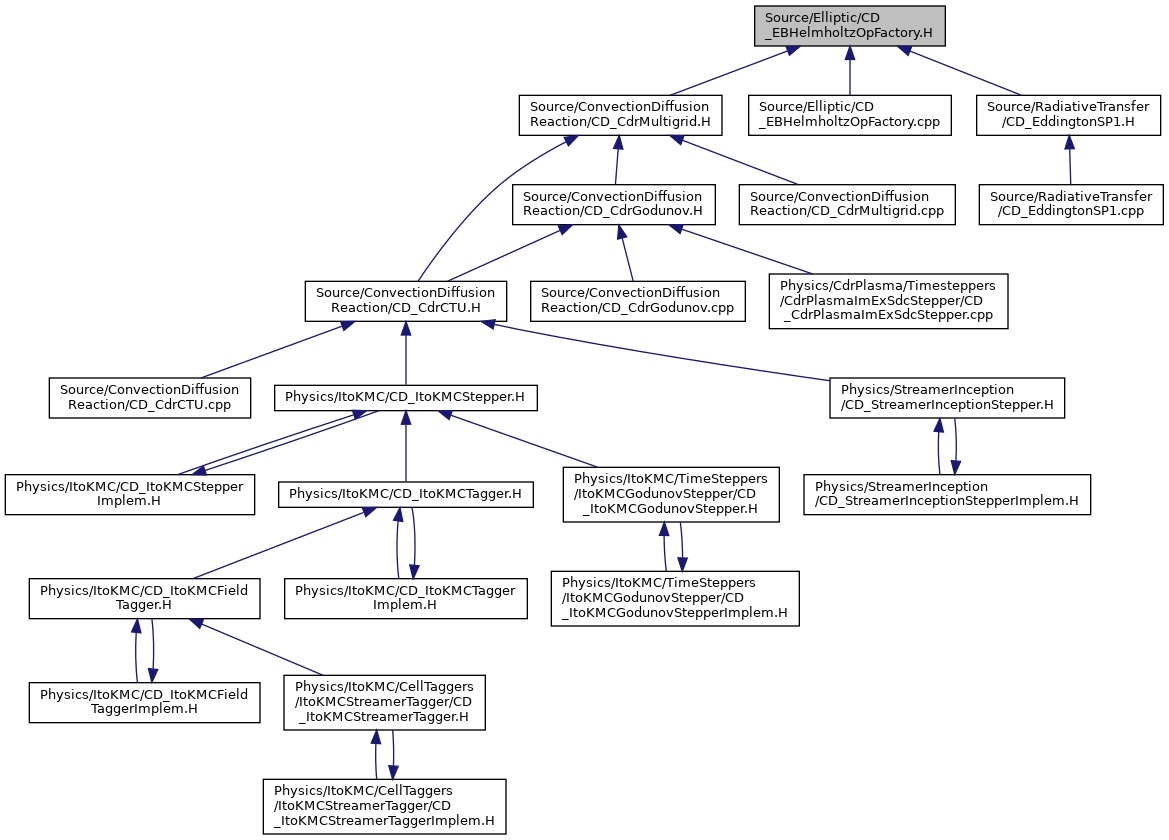 Source/Elliptic/CD
_EBHelmholtzOpFactory.H
Source/ConvectionDiffusion
Reaction/CD_CdrMultigrid.H
Source/Elliptic/CD
_EBHelmholtzOpFactory.cpp
Source/RadiativeTransfer
/CD_EddingtonSP1.H
Source/ConvectionDiffusion
Reaction/CD_CdrGodunov.H
Source/ConvectionDiffusion
Reaction/CD_CdrMultigrid.cpp
Source/RadiativeTransfer
/CD_EddingtonSP1.cpp
Source/ConvectionDiffusion
Reaction/CD_CdrCTU.H
Source/ConvectionDiffusion
Reaction/CD_CdrGodunov.cpp
Physics/CdrPlasma/Timesteppers
/CdrPlasmaImExSdcStepper/CD
_CdrPlasmaImExSdcStepper.cpp
Source/ConvectionDiffusion
Reaction/CD_CdrCTU.cpp
Physics/ItoKMC/CD_ItoKMCStepper.H
Physics/StreamerInception
/CD_StreamerInceptionStepper.H
Physics/ItoKMC/CD_ItoKMCStepper
Implem.H
Physics/ItoKMC/CD_ItoKMCTagger.H
Physics/ItoKMC/TimeSteppers
/ItoKMCGodunovStepper/CD
_ItoKMCGodunovStepper.H
Physics/StreamerInception
/CD_StreamerInceptionStepperImplem.H
Physics/ItoKMC/CD_ItoKMCField
Tagger.H
Physics/ItoKMC/CD_ItoKMCTagger
Implem.H
Physics/ItoKMC/TimeSteppers
/ItoKMCGodunovStepper/CD
_ItoKMCGodunovStepperImplem.H
Physics/ItoKMC/CD_ItoKMCField
TaggerImplem.H
Physics/ItoKMC/CellTaggers
/ItoKMCStreamerTagger/CD
_ItoKMCStreamerTagger.H
Physics/ItoKMC/CellTaggers
/ItoKMCStreamerTagger/CD
_ItoKMCStreamerTaggerImplem.H